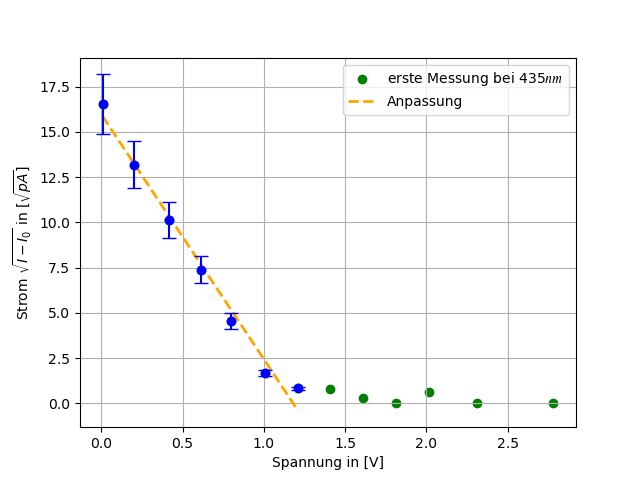 erste Messung bei 435nm
Anpassung
Strom √I − I₀ in [√pA]
17.5
15.0
12.5
10.0
7.5
5.0
2.5
0.0
0.0 0.5 1.0 1.5 2.0 2.5
Spannung in [V]